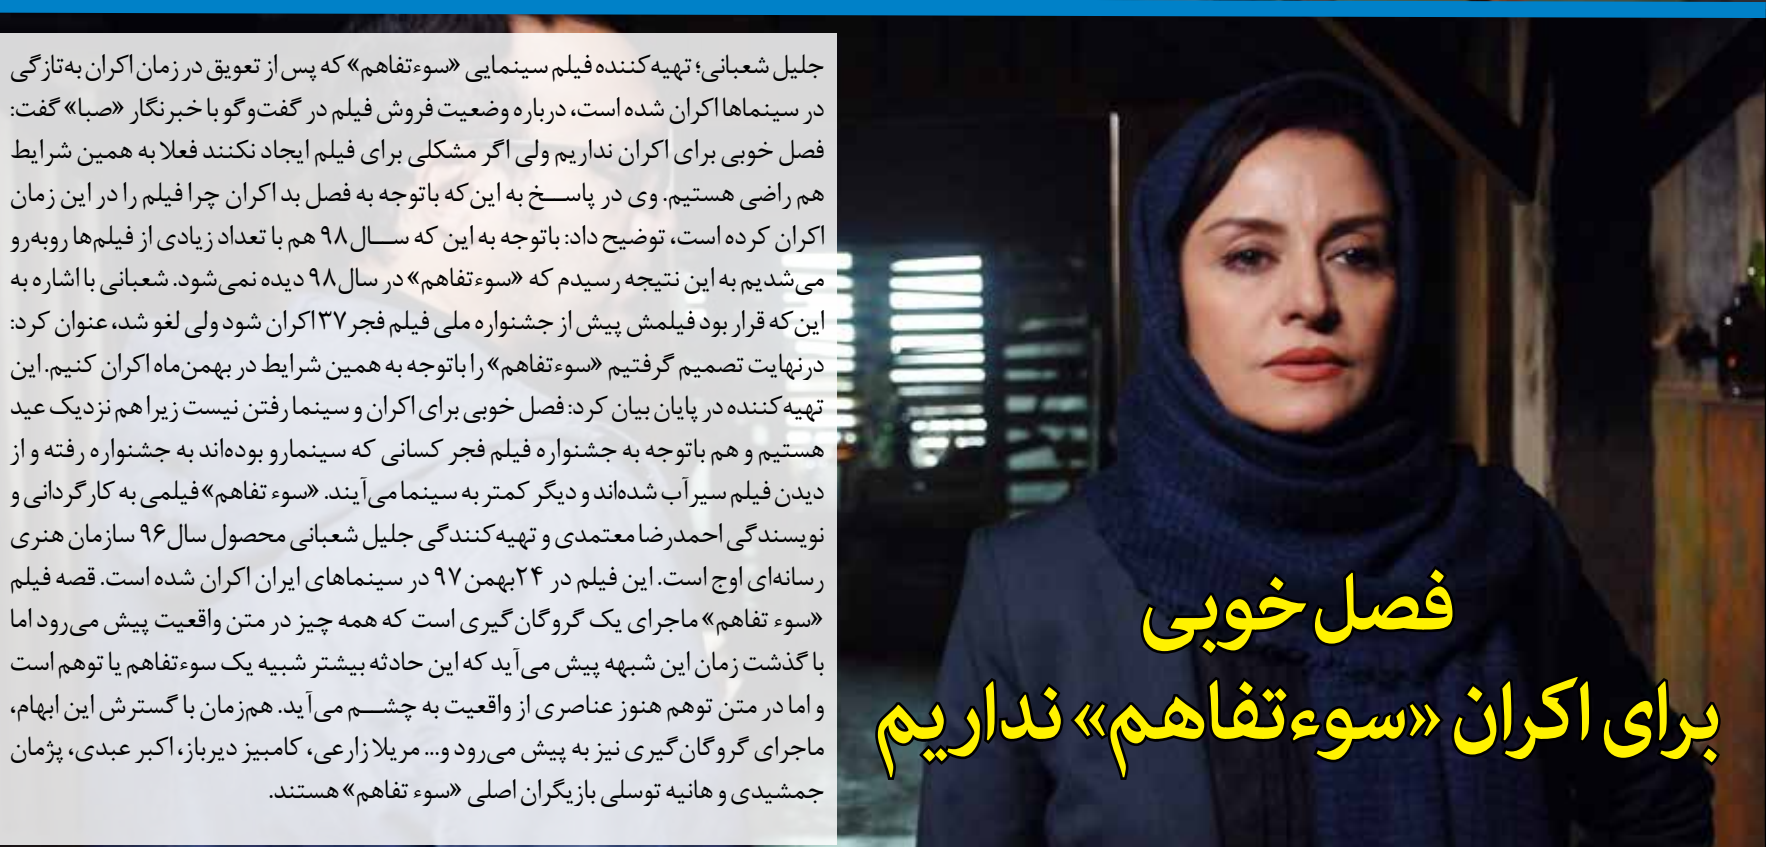 فصل خوبی
برای اکران «سوءتفاهم» نداریم
جلیل شعبانی؛ تهیه‌کننده فیلم سینمایی «سوءتفاهم» که پس از تعویق در زمان اکران به‌تازگی
در سینماها اکران شده است، درباره وضعیت فروش فیلم در گفت‌وگو با خبرنگار «صبا» گفت:
فصل خوبی برای اکران نداریم ولی اگر مشکلی برای فیلم ایجاد نکنند فعلا به همین شرایط
هم راضی هستیم. وی در پاسخ به این‌که باتوجه به فصل بد اکران چرا فیلم را در این زمان
اکران کرده است، توضیح داد: باتوجه به این که سال۹۸ هم با تعداد زیادی از فیلم‌ها روبه‌رو
می‌شدیم به این نتیجه رسیدم که «سوءتفاهم» در سال۹۸ دیده نمی‌شود. شعبانی با اشاره به
این‌که قرار بود فیلمش پیش از جشنواره ملی فیلم فجر۳۷ اکران شود ولی لغو شد، عنوان کرد:
درنهایت تصمیم گرفتیم «سوءتفاهم» را باتوجه به همین شرایط در بهمن‌ماه اکران کنیم. این
تهیه‌کننده در پایان بیان کرد: فصل خوبی برای اکران و سینما رفتن نیست زیرا هم نزدیک عید
هستیم و هم باتوجه به جشنواره فیلم فجر کسانی که سینمارو بوده‌اند به جشنواره رفته و از
دیدن فیلم سیرآب شده‌اند و دیگر کمتر به سینما می‌آیند. «سوء تفاهم» فیلمی به کارگردانی و
نویسندگی احمدرضا معتمدی و تهیه‌کنندگی جلیل شعبانی محصول سال۹۶ سازمان هنری
رسانه‌ای اوج است. این فیلم در ۲۴بهمن۹۷ در سینماهای ایران اکران شده است. قصه فیلم
«سوء تفاهم» ماجرای یک گروگان‌گیری است که همه چیز در متن واقعیت پیش می‌رود اما
با گذشت زمان این شبهه پیش می‌آید که این حادثه بیشتر شبیه یک سوءتفاهم یا توهم است
و اما در متن توهم هنوز عناصری از واقعیت به چشم می‌آید. هم‌زمان با گسترش این ابهام،
ماجرای گروگان‌گیری نیز به پیش می‌رود و... مریلا زارعی، کامبیز دیرباز، اکبر عبدی، پژمان
جمشیدی و هانیه توسلی بازیگران اصلی «سوء تفاهم» هستند.